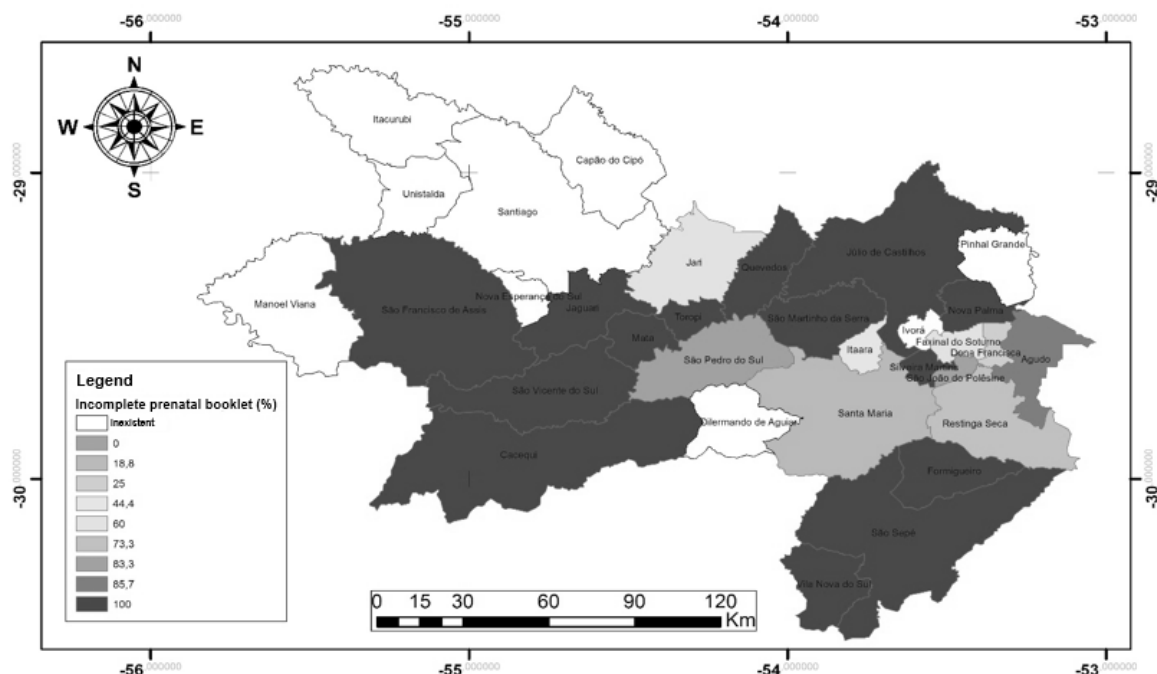 -56,000000
-55,000000
-54,000000
-53,000000
N
W
E
S
-29,000000
-29,000000
-30,000000
-30,000000
Itacurubi
Capão do Cipó
Unistalda
Santiago
Pinhal Grande
Júlio de Castilhos
Jari
Quevedos
Manoel Viana
Nova Esperança do Sul
São Francisco de Assis
Jaguari
Nova Palma
Toropi
São Martinho da Serra
Ivorá
Mata
Itaara
Faxinal do Soturno
Dona Francisca
São Pedro do Sul
Agudo
Silveira Martins
São João do Polêsine
São Vicente do Sul
Santa Maria
Dilermando de Aguiar
Restinga Seca
Cacequi
Formigueiro
São Sepé
Vila Nova do Sul
Legend
Incomplete prenatal booklet (%)
Inexistent
0
18,8
25
44,4
60
73,3
83,3
85,7
100
0 15 30 60 90 120
Km
-56,000000
-55,000000
-54,000000
-53,000000